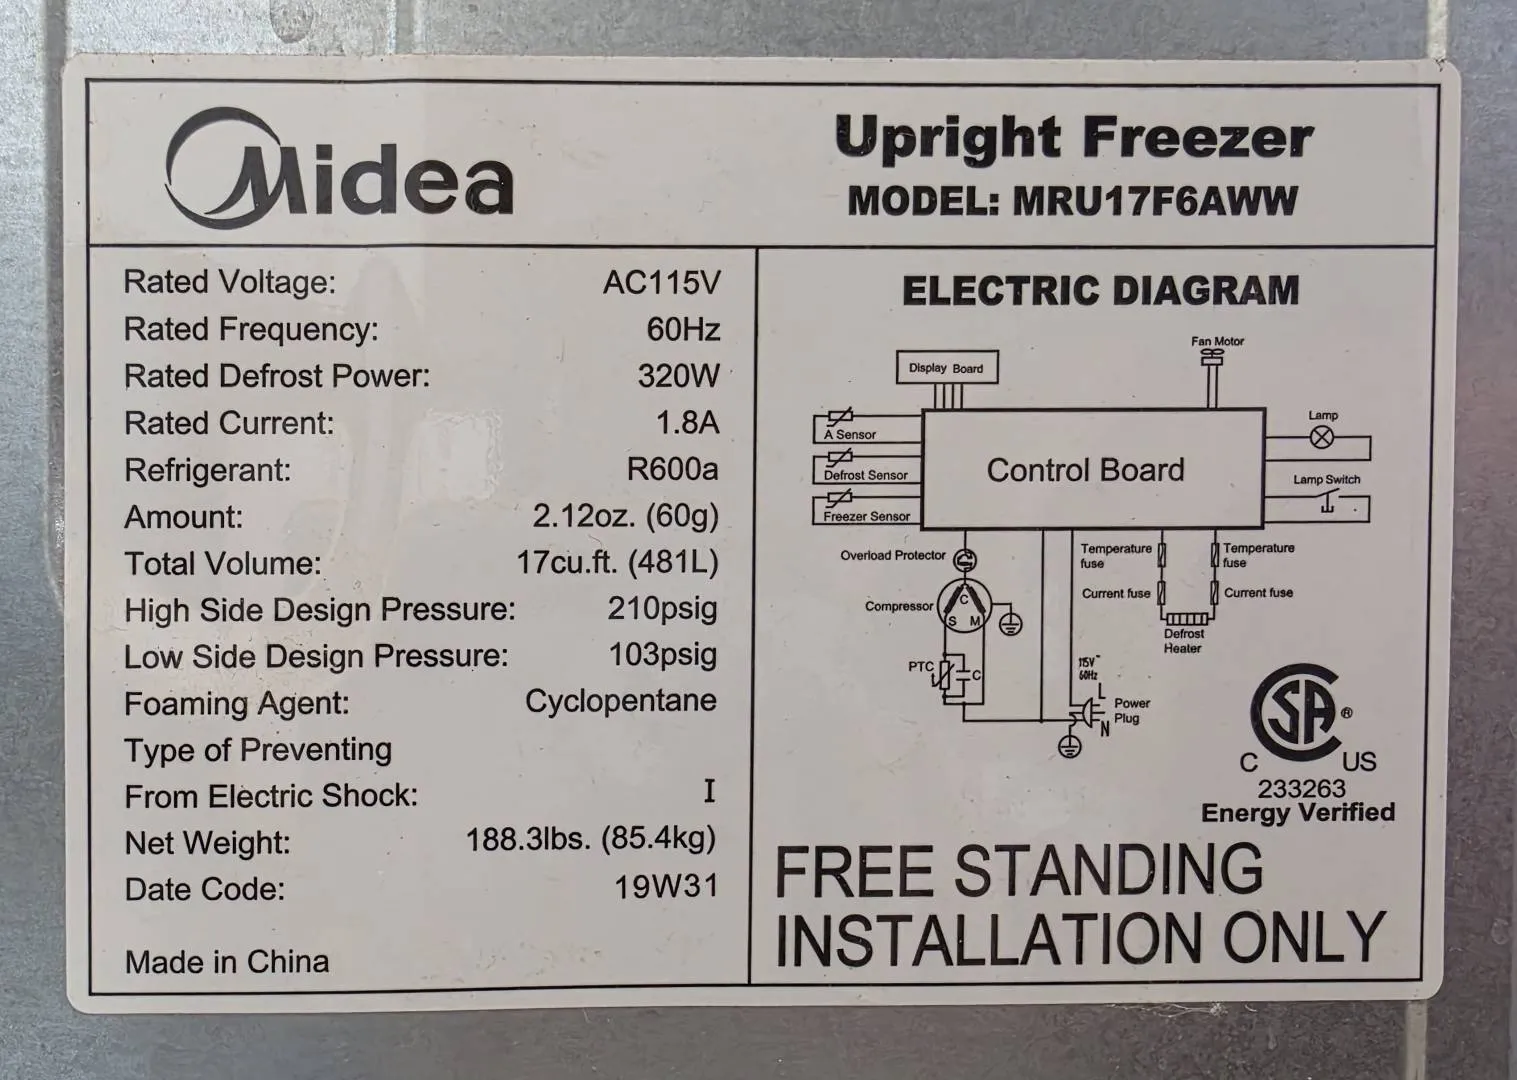 Midea
Upright Freezer
MODEL: MRU17F6AWW
Rated Voltage: AC115V
Rated Frequency: 60Hz
Rated Defrost Power: 320W
Rated Current: 1.8A
Refrigerant: R600a
Amount: 2.12oz. (60g)
Total Volume: 17cu.ft. (481L)
High Side Design Pressure: 210psig
Low Side Design Pressure: 103psig
Foaming Agent: Cyclopentane
Type of Preventing
From Electric Shock: I
Net Weight: 188.3lbs. (85.4kg)
Date Code: 19W31
Made in China
ELECTRIC DIAGRAM
Fan Motor
Display Board
A Sensor
Lamp
Defrost Sensor
Control Board
Lamp Switch
Freezer Sensor
Overload Protector
Temperature
fuse
Temperature
fuse
Compressor
C
S M
Current fuse
Current fuse
Defrost
Heater
PTC
C
115V~
60Hz
L
Power
Plug
N
CSA®
C US
233263
Energy Verified
FREE STANDING
INSTALLATION ONLY